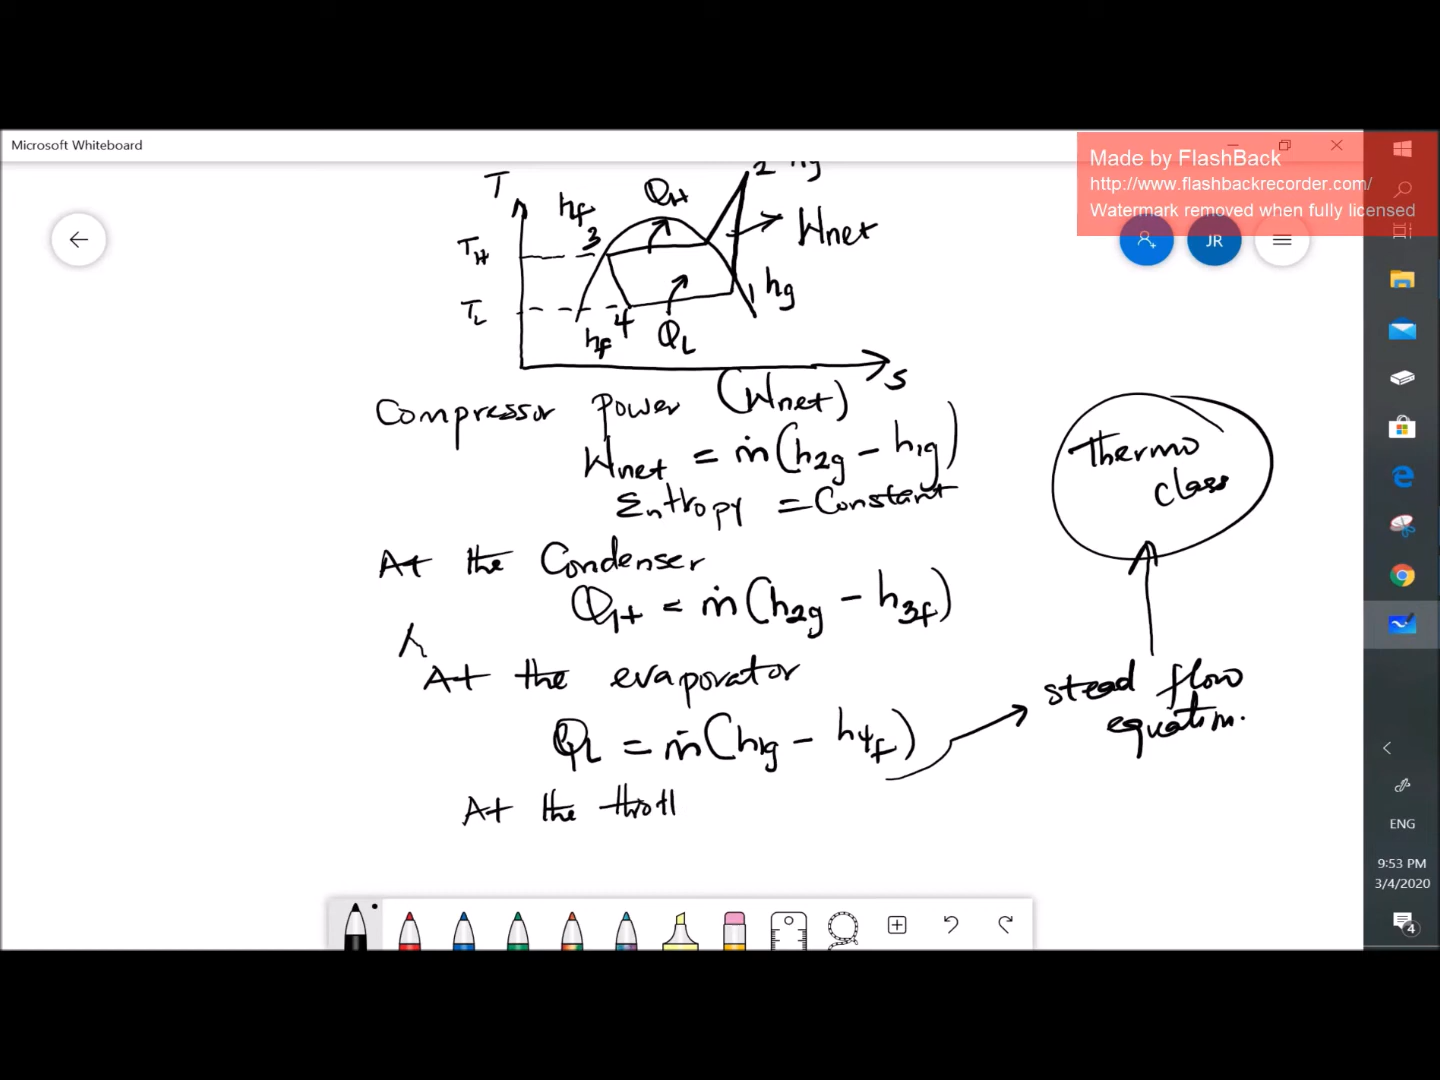 Microsoft Whiteboard
Made by FlashBack
http://www.flashbackrecorder.com/
Watermark removed when fully licensed
JR
T
hf
QH
2 hg
3
TH
Wnet
TL
1 hg
4
hf
QL
s
Compressor Power (Wnet)
Wnet = ṁ(h2g - h1g)
Entropy = Constant
At the Condenser
QH = ṁ(h2g - h3f)
At the evaporator
QL = ṁ(h1g - h4f)
At the throtl
Thermo
class
stead flow
equation.
ENG
9:53 PM
3/4/2020
4